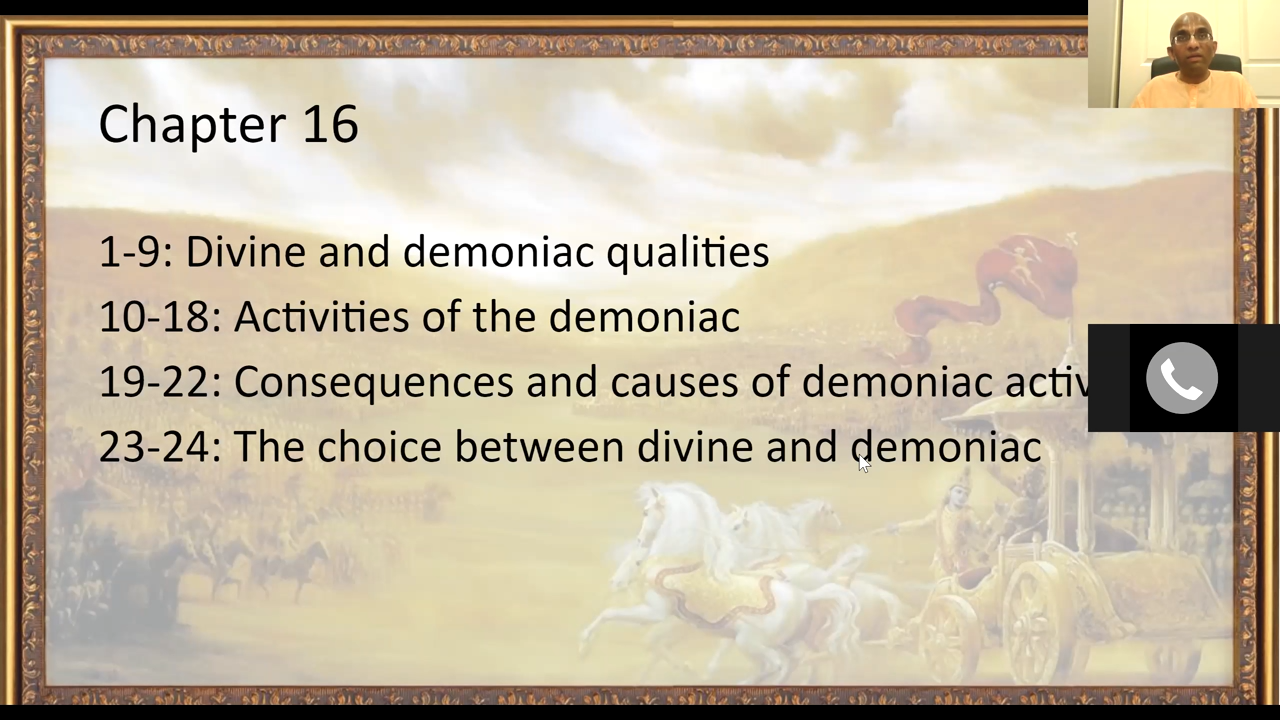 Chapter 16
1-9: Divine and demoniac qualities
10-18: Activities of the demoniac
19-22: Consequences and causes of demoniac activ
23-24: The choice between divine and demoniac